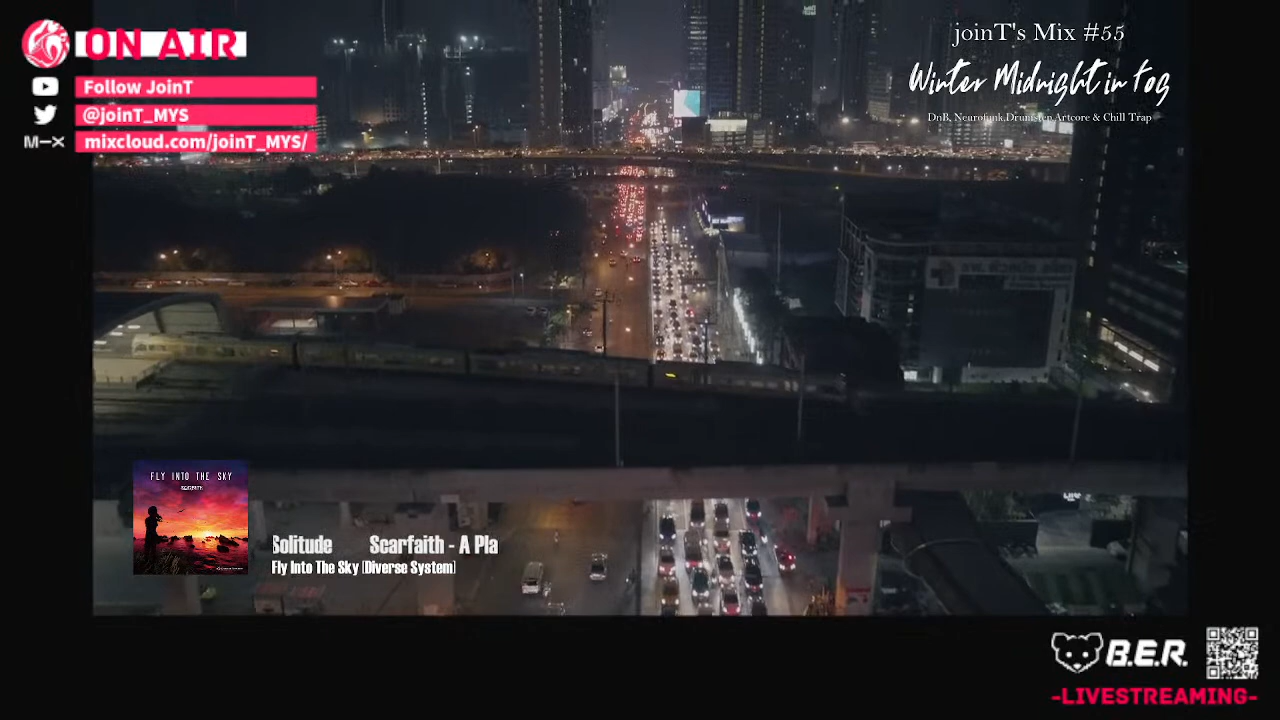 ON AIR
Follow JoinT
@joinT_MYS
M—X mixcloud.com/joinT_MYS/
joinT's Mix #55
Winter Midnight in Fog
DnB, Neurofunk,Drumstep,Artcore & Chill Trap
FLY INTO THE SKY
Solitude Scarfaith - A Pla
Fly Into The Sky [Diverse System]
B.E.R.
-LIVESTREAMING-